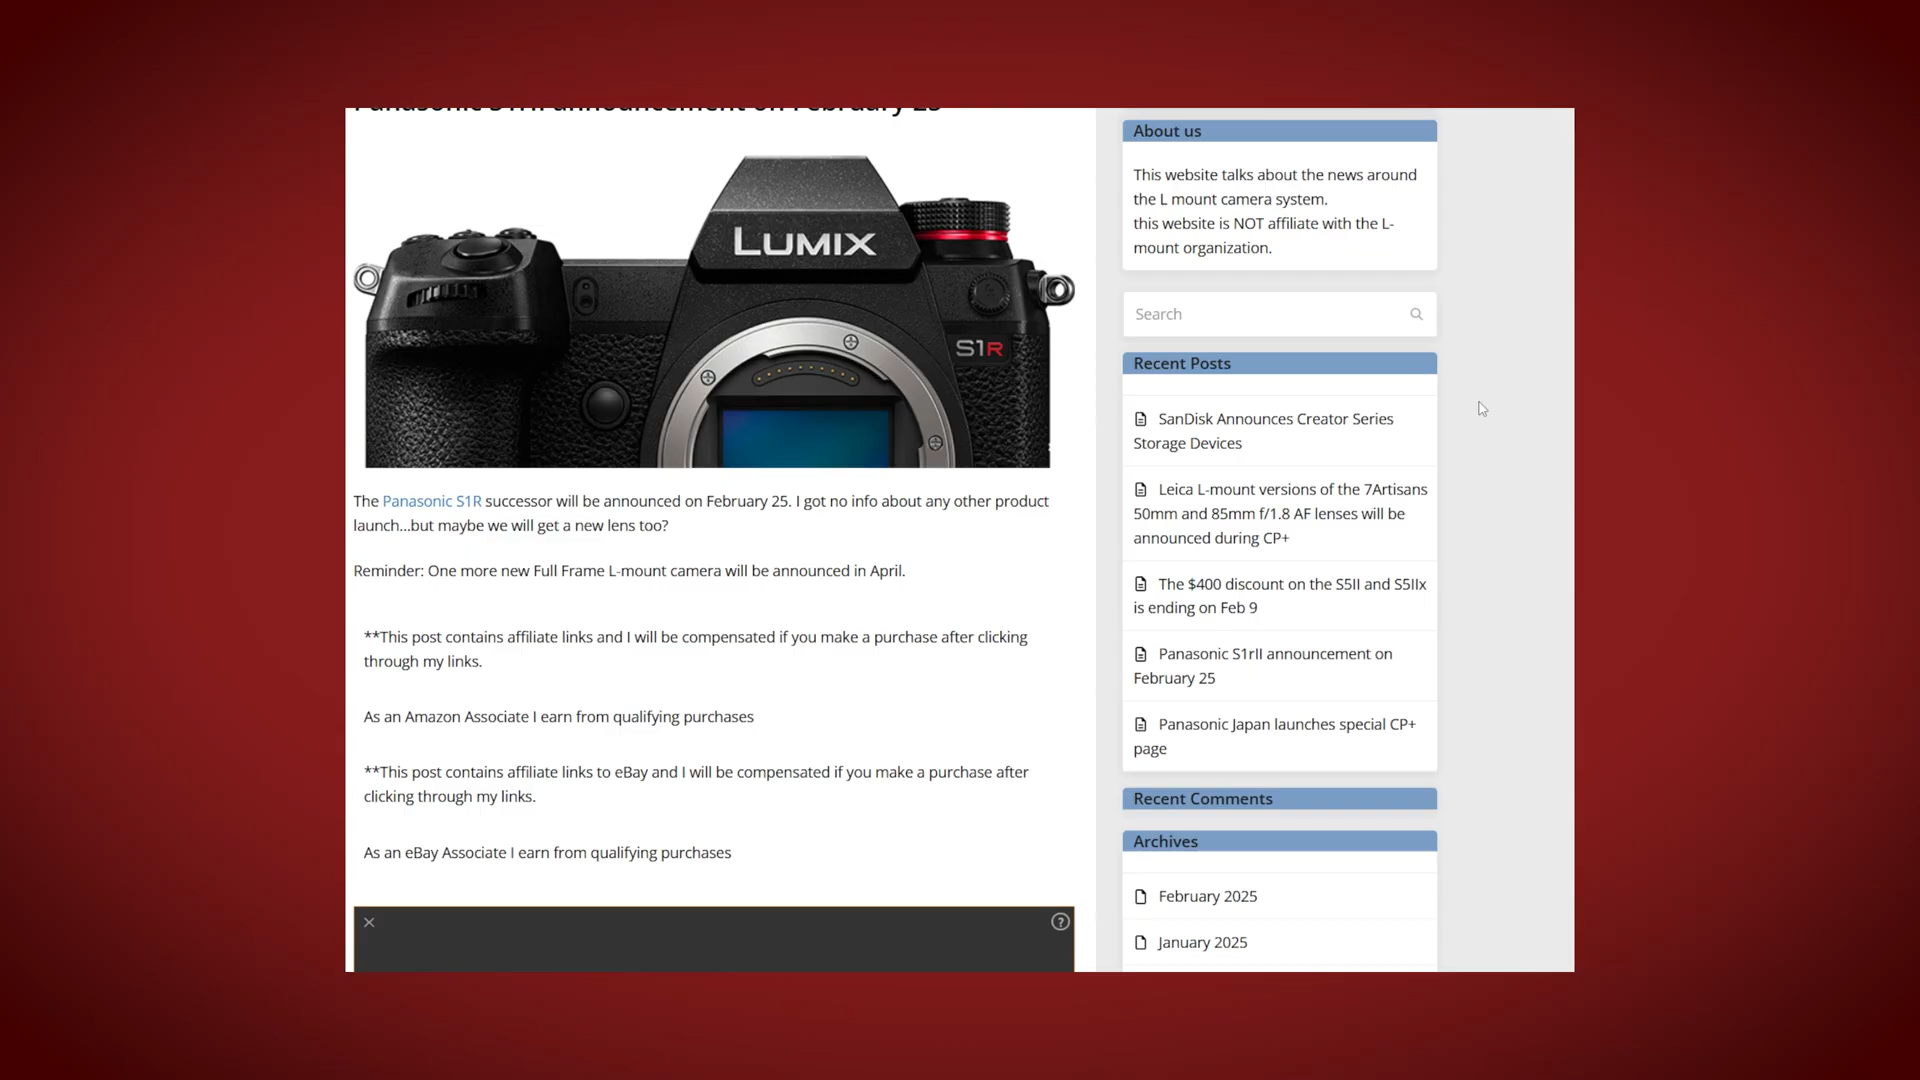 Panasonic S1RII announcement on February 25
LUMIX
S1R
The Panasonic S1R successor will be announced on February 25. I got no info about any other product
launch...but maybe we will get a new lens too?
Reminder: One more new Full Frame L-mount camera will be announced in April.
**This post contains affiliate links and I will be compensated if you make a purchase after clicking
through my links.
As an Amazon Associate I earn from qualifying purchases
**This post contains affiliate links to eBay and I will be compensated if you make a purchase after
clicking through my links.
As an eBay Associate I earn from qualifying purchases
About us
This website talks about the news around
the L mount camera system.
this website is NOT affiliate with the L-
mount organization.
Search
Recent Posts
SanDisk Announces Creator Series
Storage Devices
Leica L-mount versions of the 7Artisans
50mm and 85mm f/1.8 AF lenses will be
announced during CP+
The $400 discount on the S5II and S5IIx
is ending on Feb 9
Panasonic S1rII announcement on
February 25
Panasonic Japan launches special CP+
page
Recent Comments
Archives
February 2025
January 2025